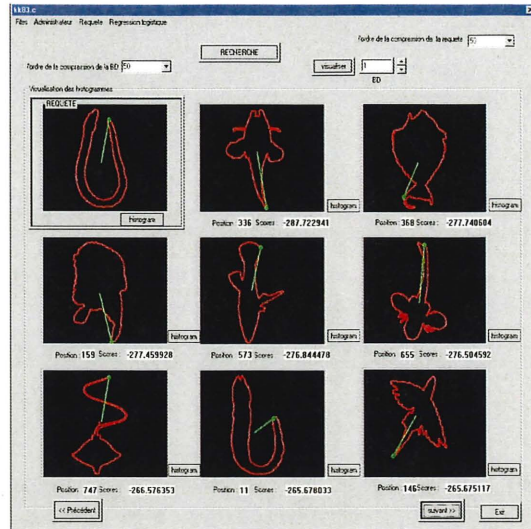 kkB3.c
Files Administrateur Requete Regression logistique
l'ordre de la compression de la requete 50
RECHERCHE
l'ordre de la compression de la BD 50
visualiser 1
BD
Visualisation des histogrammes
REQUETE
histogram
histogram
histogram
Position 336 Scores -287.722941
Position 368 Scores : -277.740604
histogram
histogram
histogram
Position 159 Scores -277.459928
Position 573 Scores -276.844478
Position 655 Scores -276.504592
histogram
histogram
histogram
Position 747 Scores -266.576353
Position 11 Scores -265.678033
Position 146 Scores -265.675117
<< Précédent
suivant >>
Exit